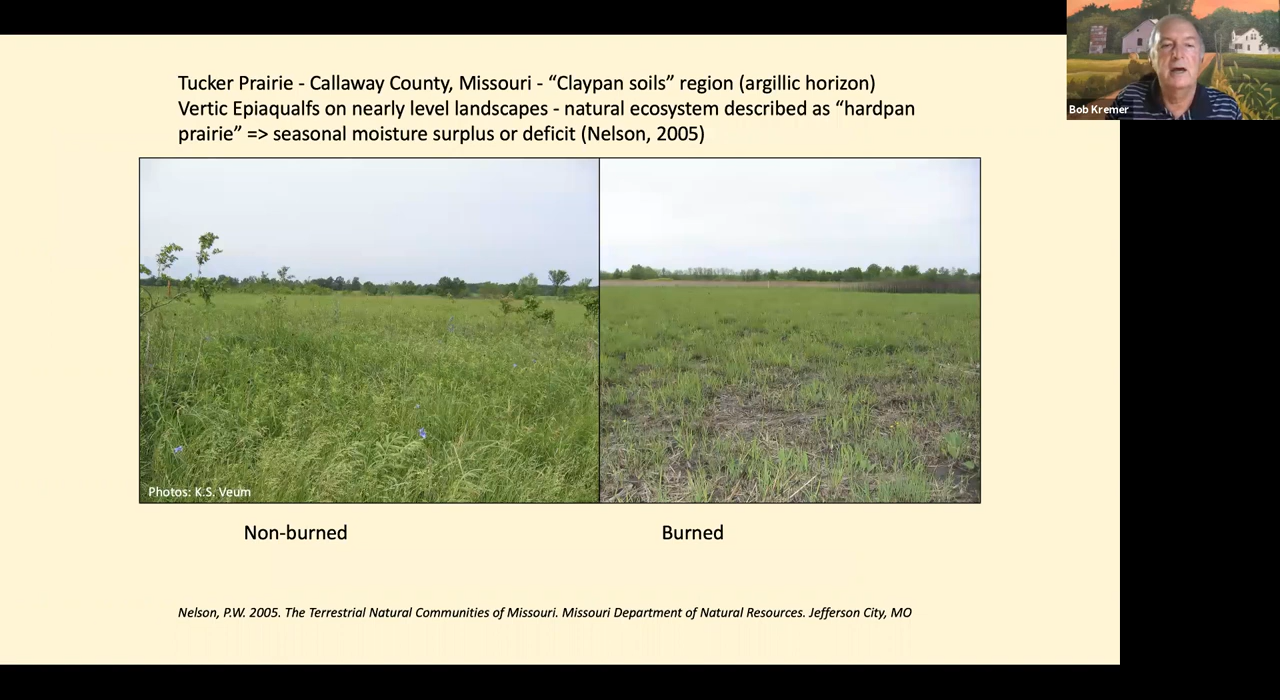 Tucker Prairie - Callaway County, Missouri - “Claypan soils” region (argillic horizon)
Vertic Epiaqualfs on nearly level landscapes - natural ecosystem described as “hardpan
prairie” => seasonal moisture surplus or deficit (Nelson, 2005)
Bob Kremer
Photos: K.S. Veum
Non-burned
Burned
Nelson, P.W. 2005. The Terrestrial Natural Communities of Missouri. Missouri Department of Natural Resources. Jefferson City, MO